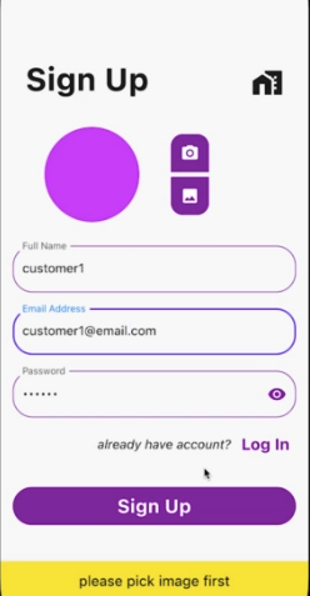 Sign Up
Full Name
customer1
Email Address
customer1@email.com
Password
••••••
already have account? Log In
Sign Up
please pick image first